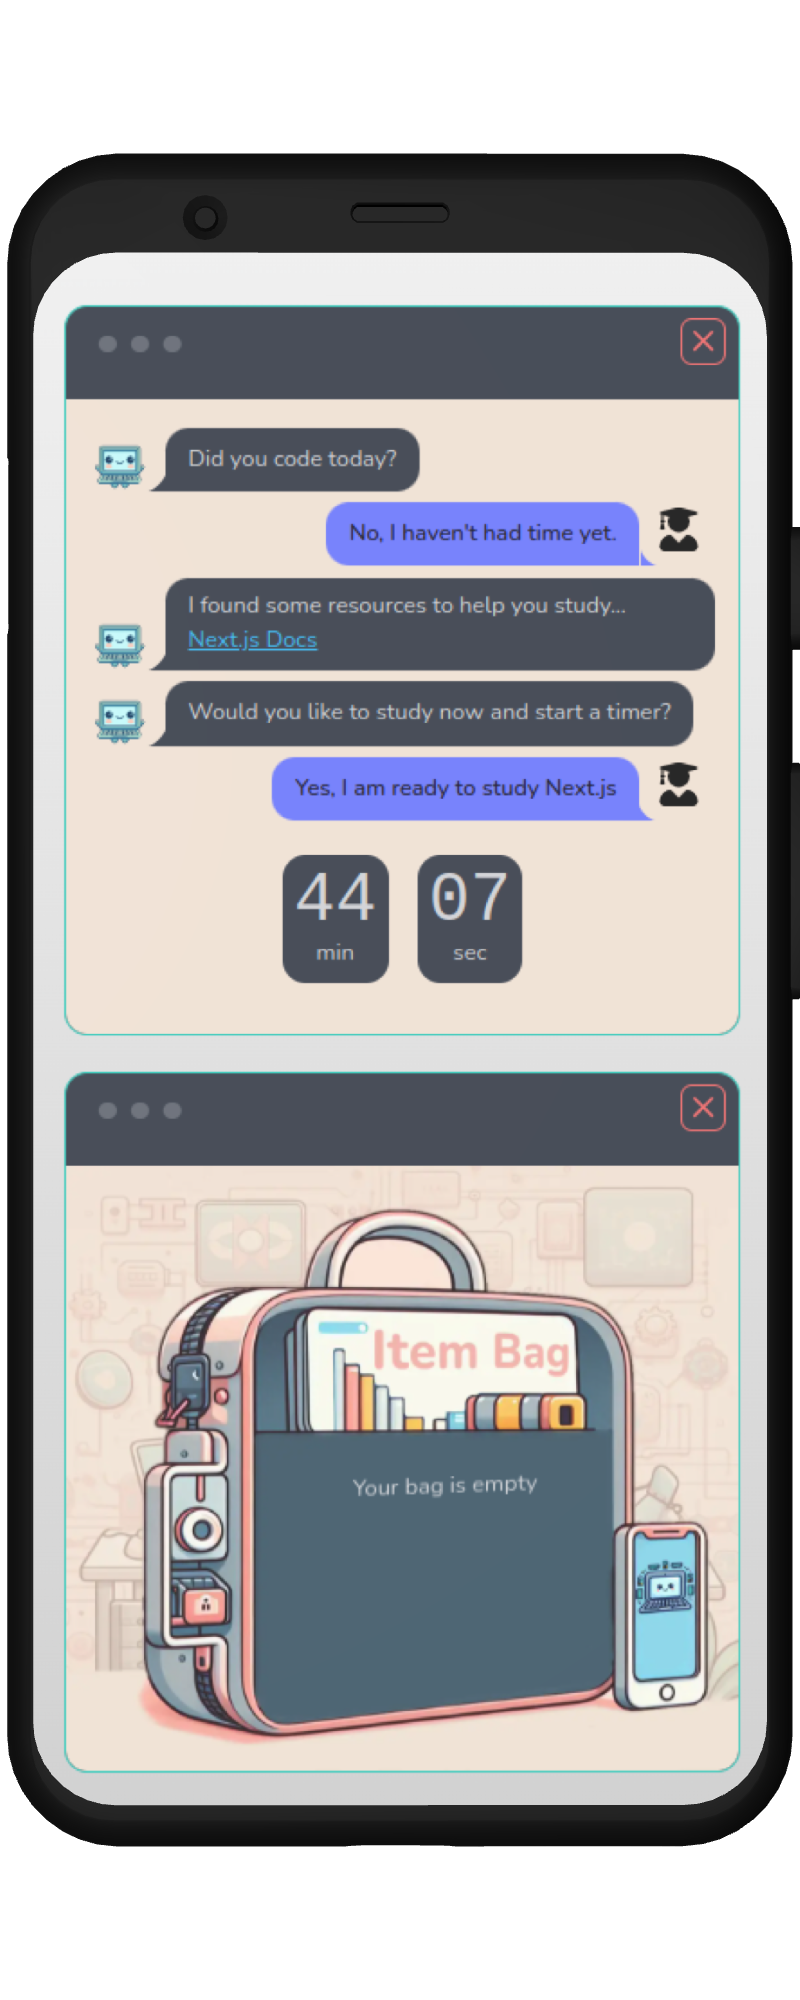 Did you code today?
No, I haven't had time yet.
I found some resources to help you study...
Next.js Docs
Would you like to study now and start a timer?
Yes, I am ready to study Next.js
44 07
min sec
Item Bag
Your bag is empty